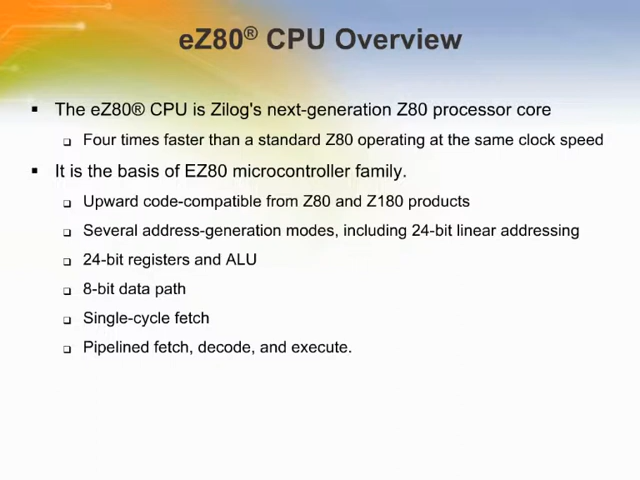 eZ80® CPU Overview
▪ The eZ80® CPU is Zilog's next-generation Z80 processor core
❑ Four times faster than a standard Z80 operating at the same clock speed
▪ It is the basis of EZ80 microcontroller family.
❑ Upward code-compatible from Z80 and Z180 products
❑ Several address-generation modes, including 24-bit linear addressing
❑ 24-bit registers and ALU
❑ 8-bit data path
❑ Single-cycle fetch
❑ Pipelined fetch, decode, and execute.